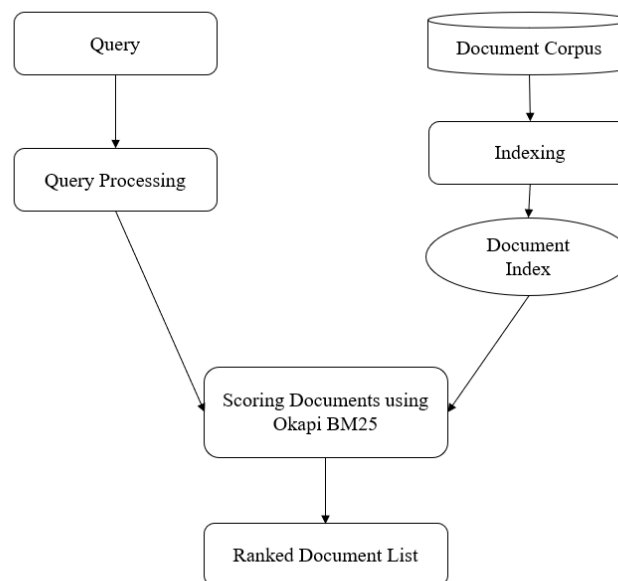 Query
Document Corpus
Query Processing
Indexing
Document
Index
Scoring Documents using
Okapi BM25
Ranked Document List